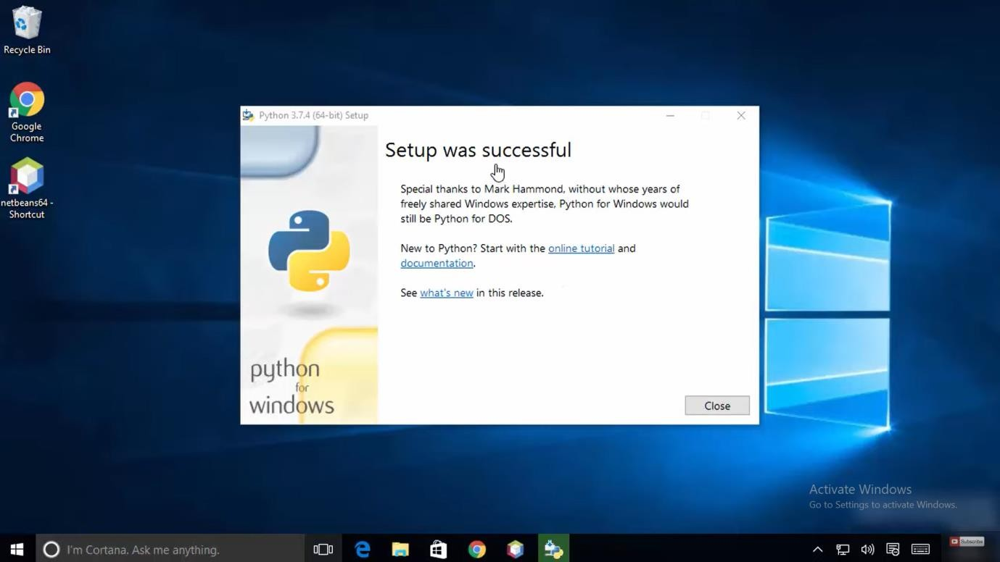 Recycle Bin
Google
Chrome
netbeans64 -
Shortcut
Python 3.7.4 (64-bit) Setup
Setup was successful
Special thanks to Mark Hammond, without whose years of
freely shared Windows expertise, Python for Windows would
still be Python for DOS.
New to Python? Start with the online tutorial and
documentation.
See what's new in this release.
python
for
windows
Close
Activate Windows
Go to Settings to activate Windows.
I'm Cortana. Ask me anything.
Subscribe